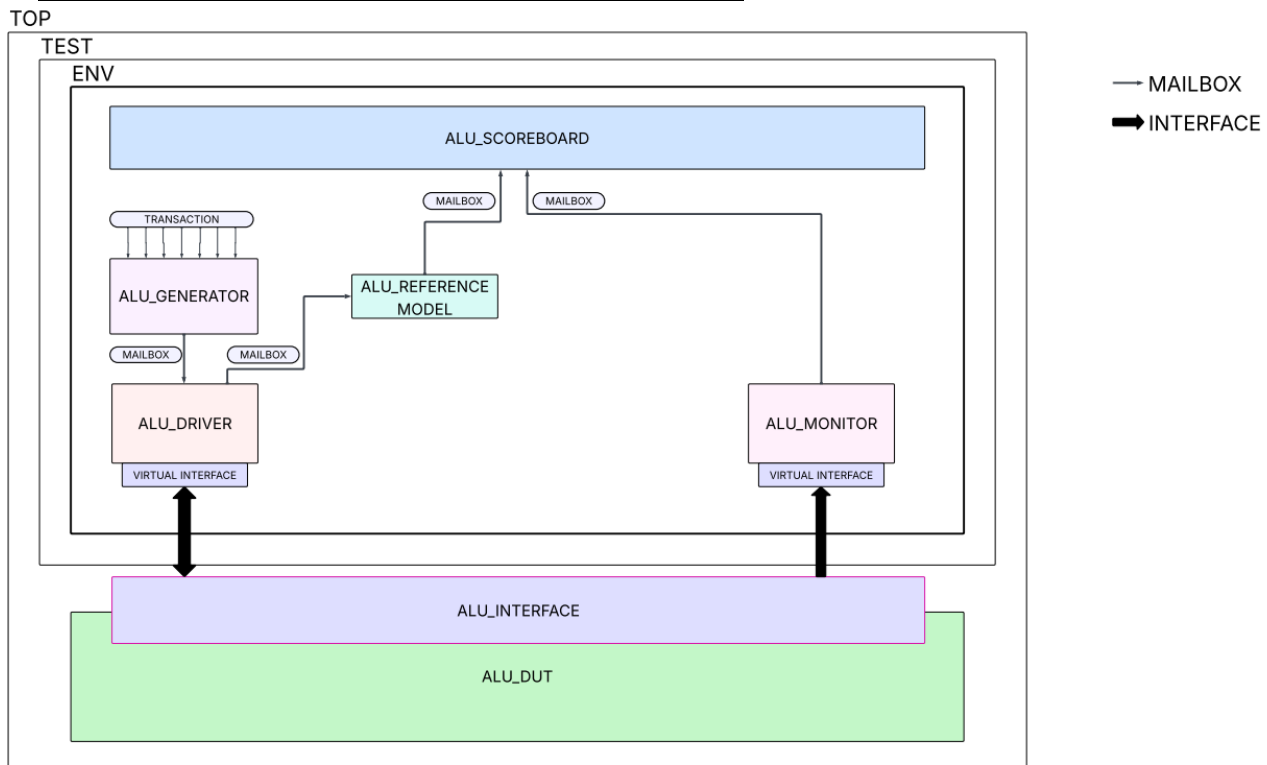 TOP
TEST
ENV
MAILBOX
INTERFACE
ALU_SCOREBOARD
MAILBOX
MAILBOX
TRANSACTION
ALU_GENERATOR
ALU_REFERENCE
MODEL
MAILBOX
MAILBOX
ALU_DRIVER
ALU_MONITOR
VIRTUAL INTERFACE
VIRTUAL INTERFACE
ALU_INTERFACE
ALU_DUT